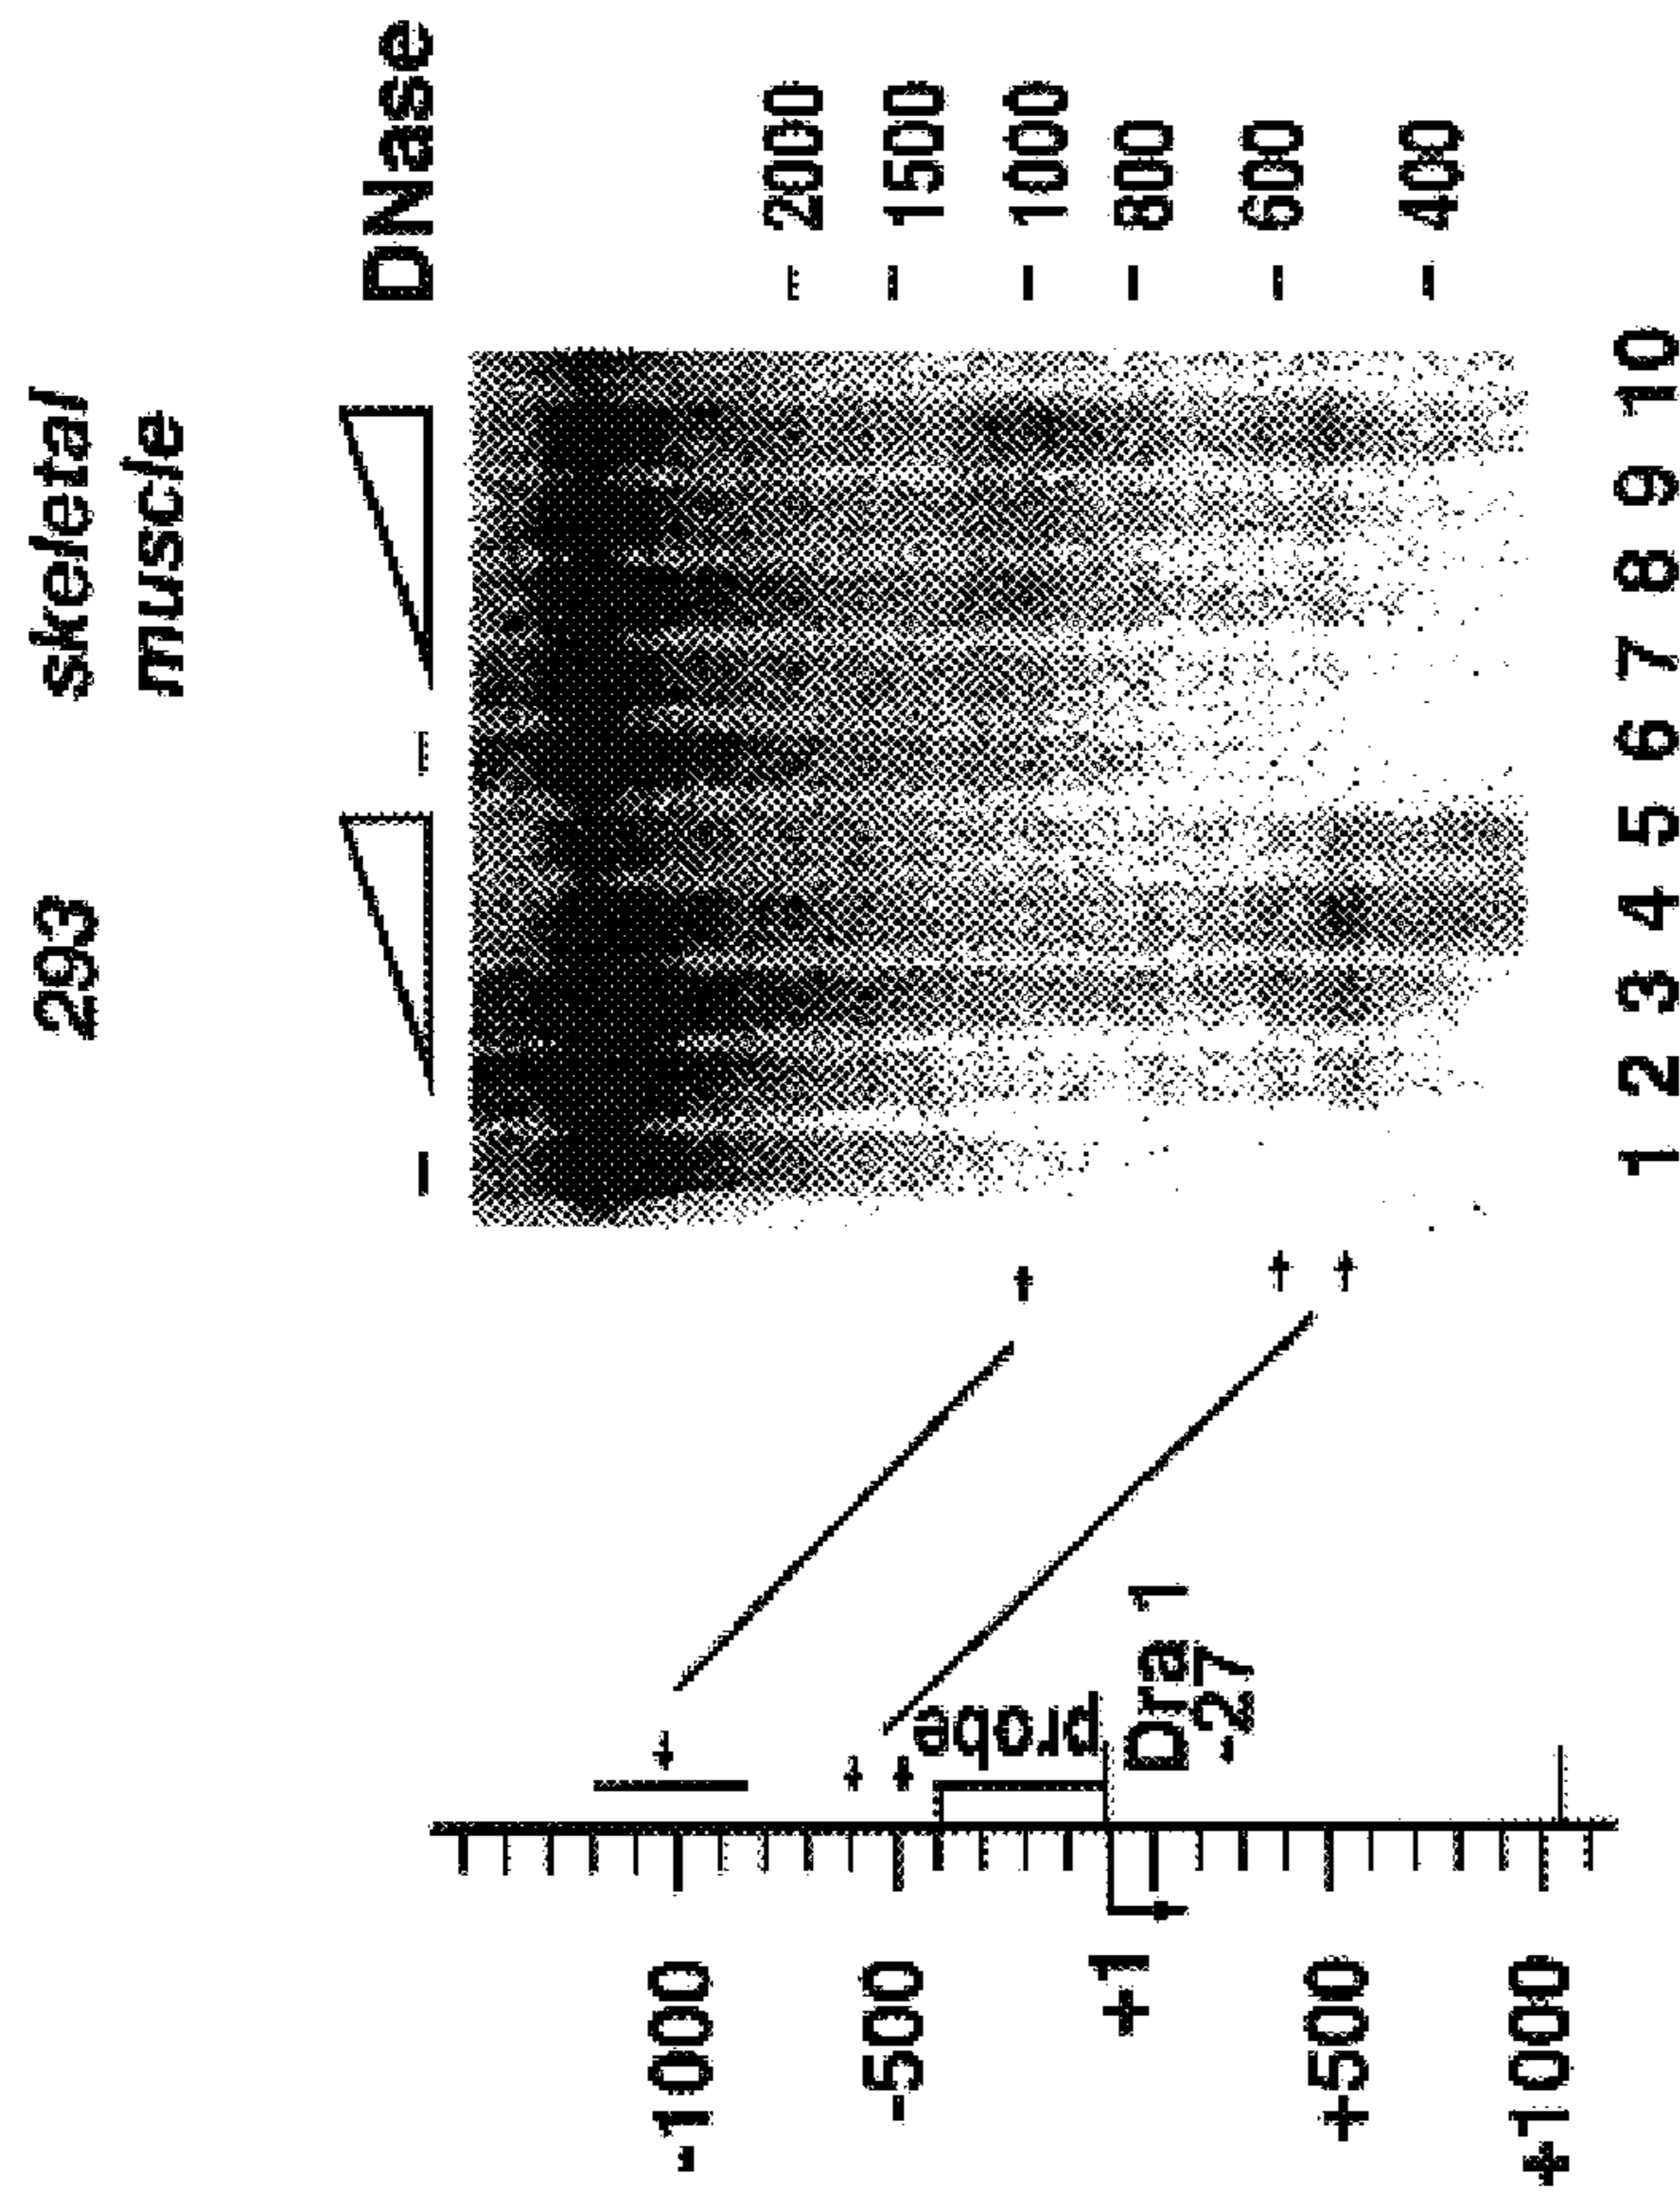 293
skeletal
muscle
DNase
-
-
- 2000
- 1500
- 1000
- 800
- 600
- 400
1 2 3 4 5 6 7 8 9 10
probe
Dra 1
-27
-1000
-500
+1
+500
+1000